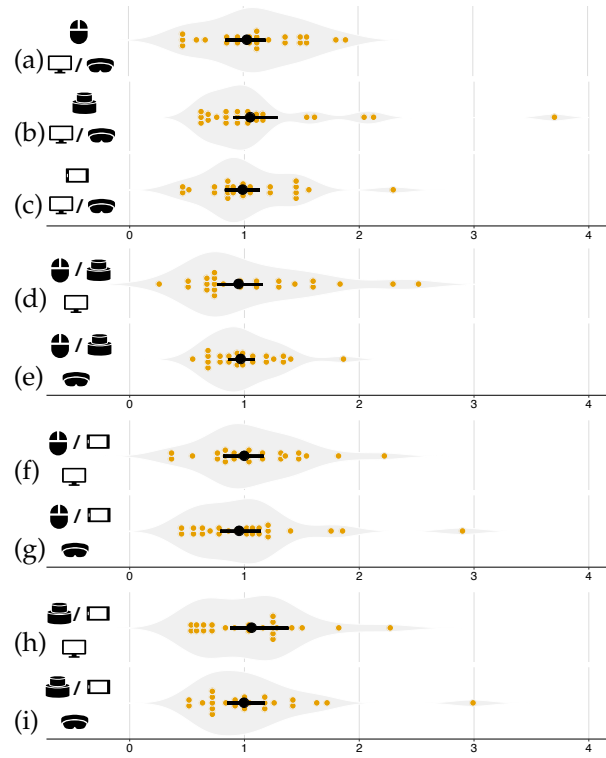 (a) /
(b) /
(c) /
0 1 2 3 4
(d) /
(e) /
0 1 2 3 4
(f) /
(g) /
0 1 2 3 4
(h) /
(i) /
0 1 2 3 4